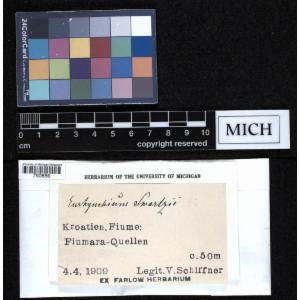 24ColorCard
0 1 2 3 4 5 6 7 8 9 10
cm
copyright reserved
MICH
HERBARIUM OF THE UNIVERSITY OF MICHIGAN
Eurhynchium Swartzii
Kroatien, Fiume:
Fiumara-Quellen
c.50m
4.4.1909 Legit.V.Schiffner
EX FARLOW HERBARIUM